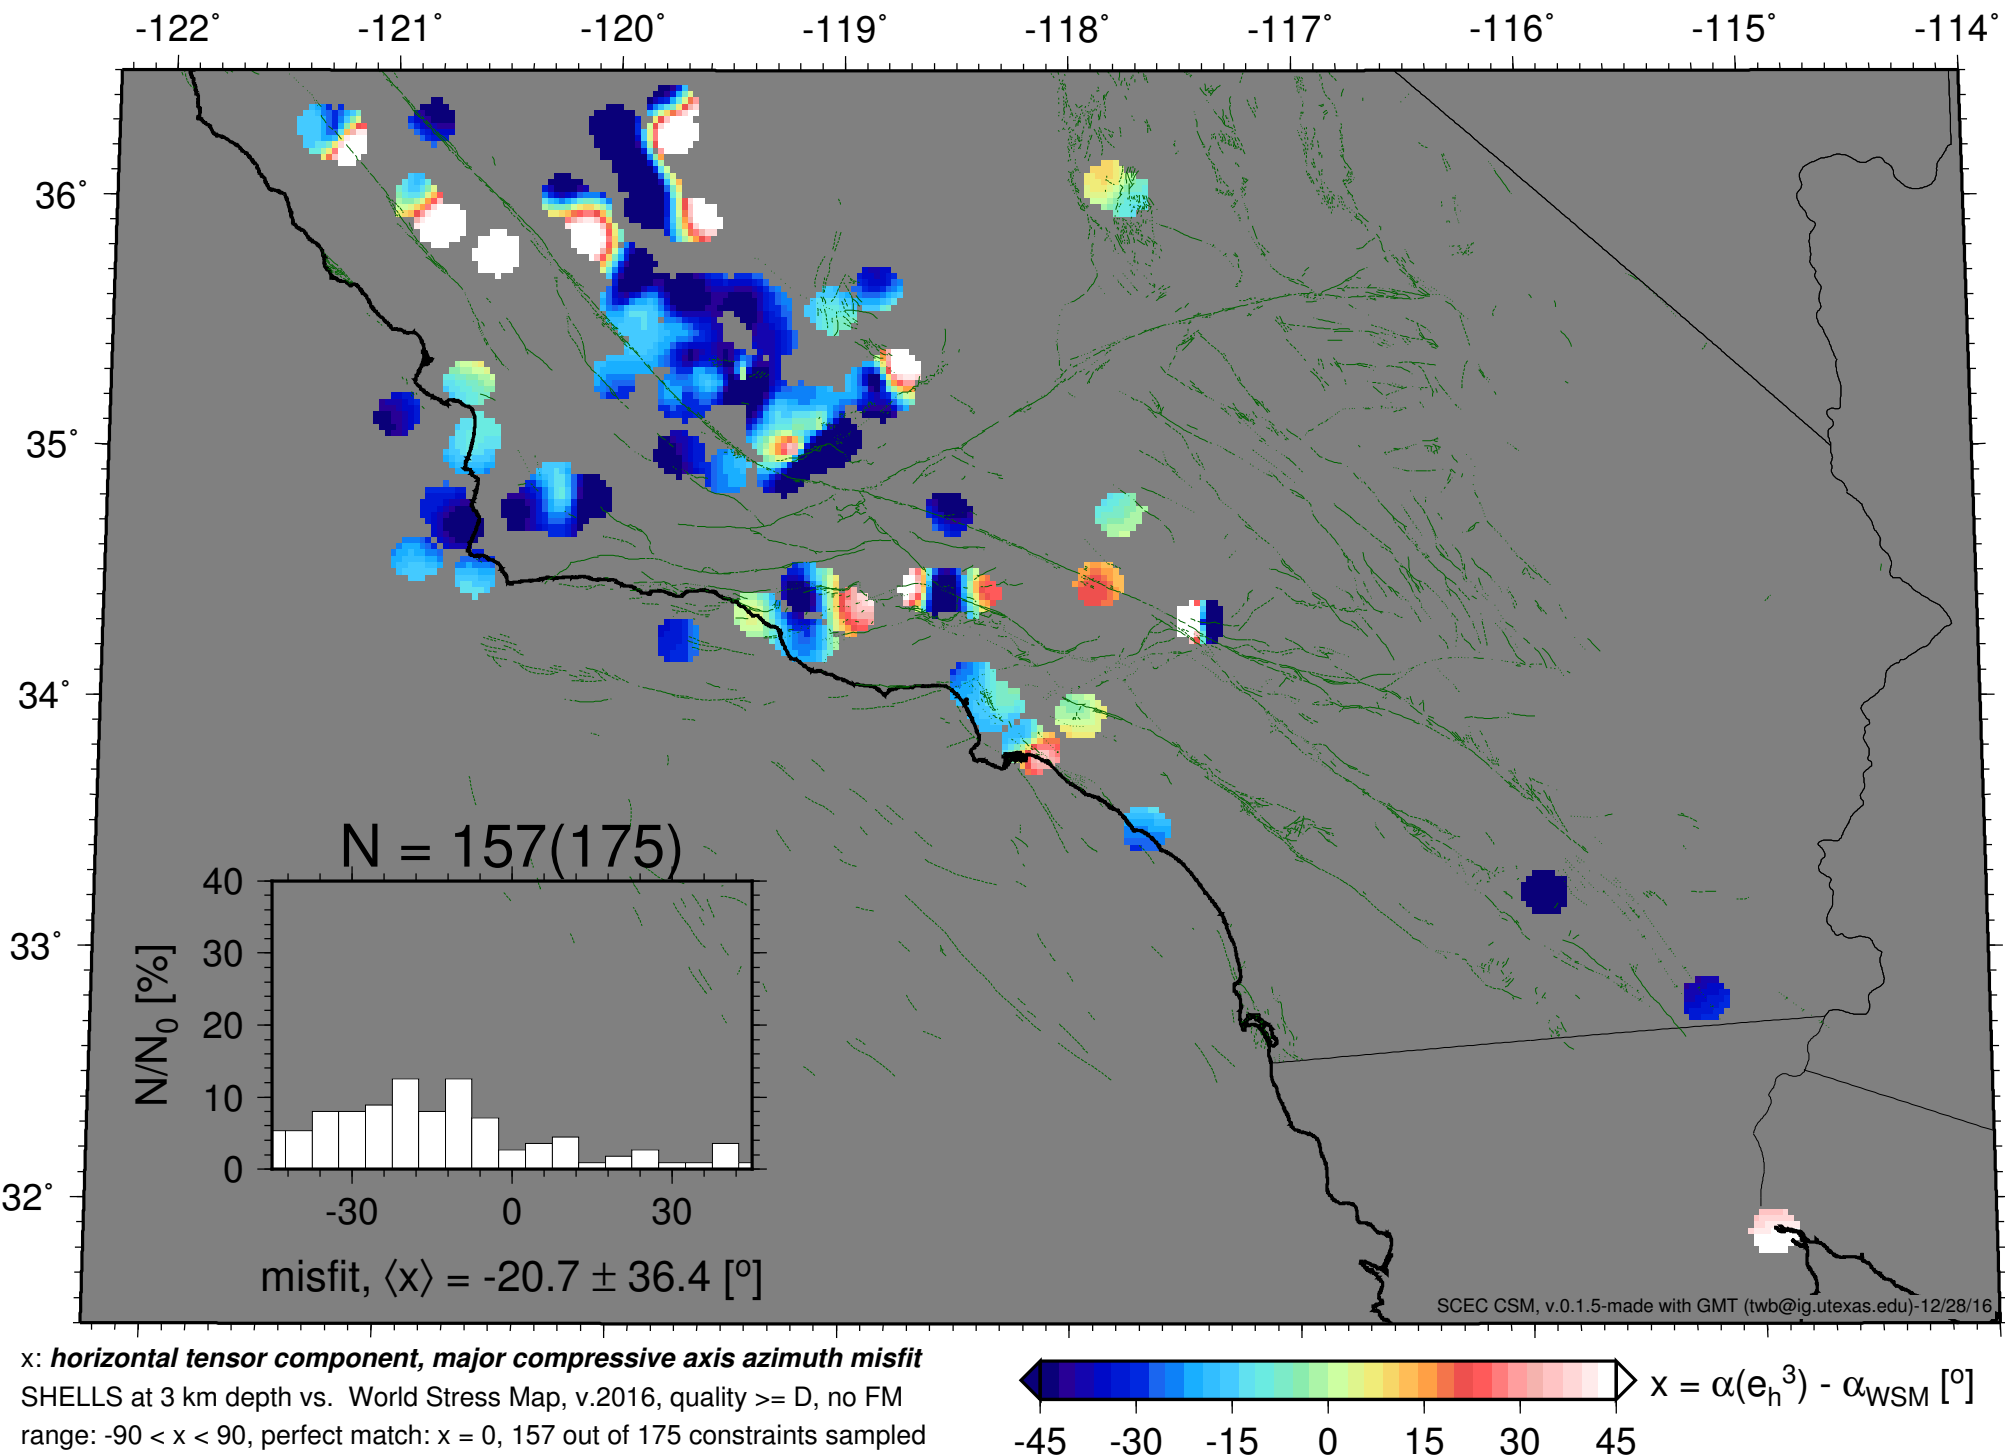 -122° -121° -120° -119° -118° -117° -116° -115° -114°
36°
35°
34°
33°
32°
N = 157(175)
40
30
20
10
0
N/N0 [%]
-30 0 30
misfit, ⟨x⟩ = -20.7 ± 36.4 [o]
SCEC CSM, v.0.1.5-made with GMT (twb@ig.utexas.edu)-12/28/16
x: horizontal tensor component, major compressive axis azimuth misfit
SHELLS at 3 km depth vs. World Stress Map, v.2016, quality >= D, no FM
range: -90 < x < 90, perfect match: x = 0, 157 out of 175 constraints sampled
x = α(eh3) - αWSM [o]
-45 -30 -15 0 15 30 45